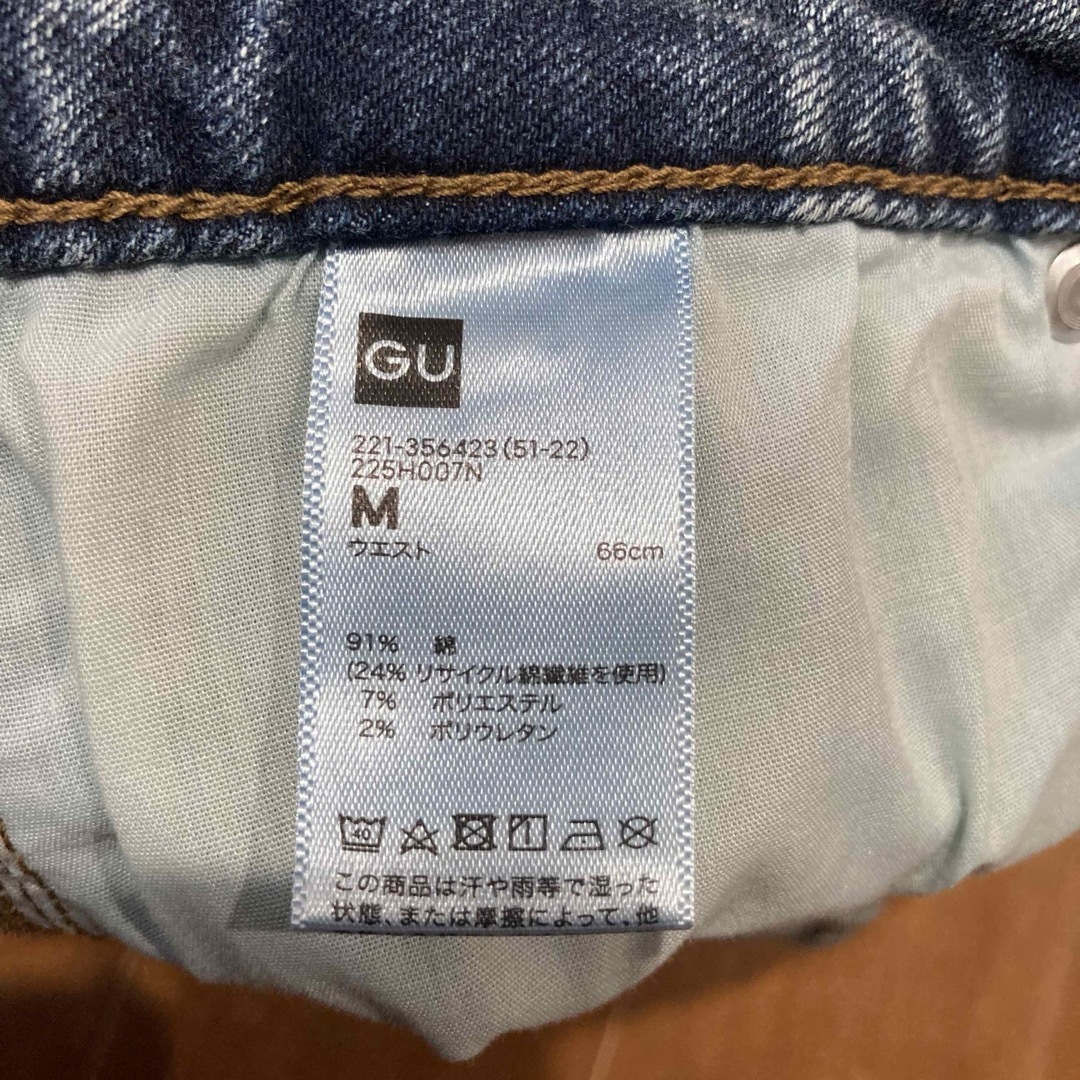 GU
221-356423(51-22)
225H007N
M
ウエスト 66cm
91% 綿
(24% リサイクル綿繊維を使用)
7% ポリエステル
2% ポリウレタン
40
この商品は汗や雨等で湿った
状態、または摩擦によって、他